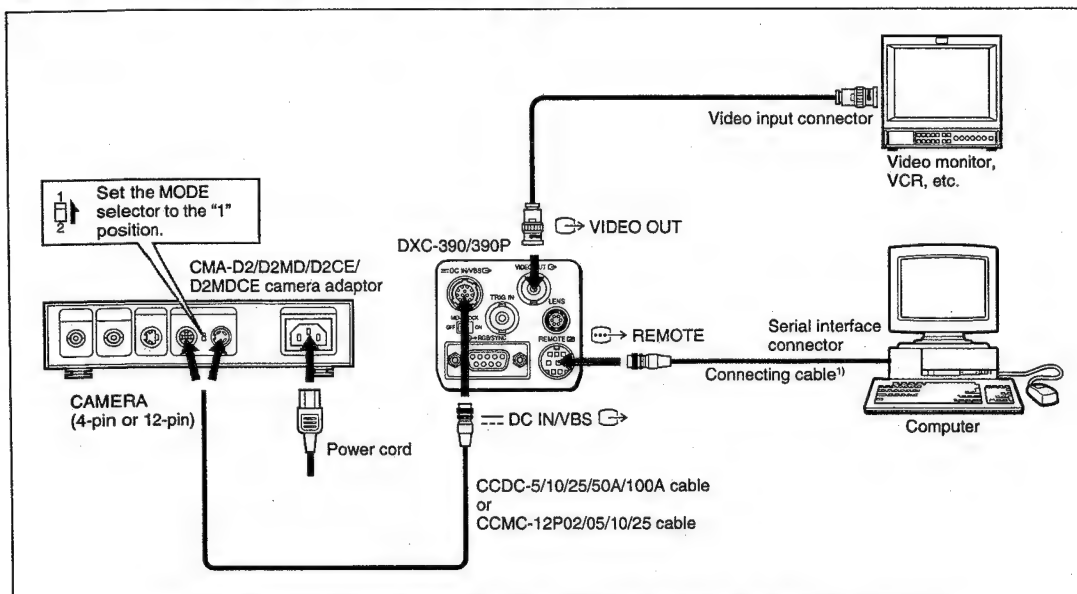 Video input connector
Video monitor,
VCR, etc.
1
2
Set the MODE
selector to the “1”
position.
VIDEO OUT
DXC-390/390P
CMA-D2/D2MD/D2CE/
D2MDCE camera adaptor
DC IN/VBS
VIDEO OUT
TRIG IN
LENS
OFF
ON
RGB/SYNC
REMOTE
REMOTE
Serial interface
connector
Connecting cable¹⁾
Computer
CAMERA
(4-pin or 12-pin)
Power cord
DC IN/VBS
CCDC-5/10/25/50A/100A cable
or
CCMC-12P02/05/10/25 cable